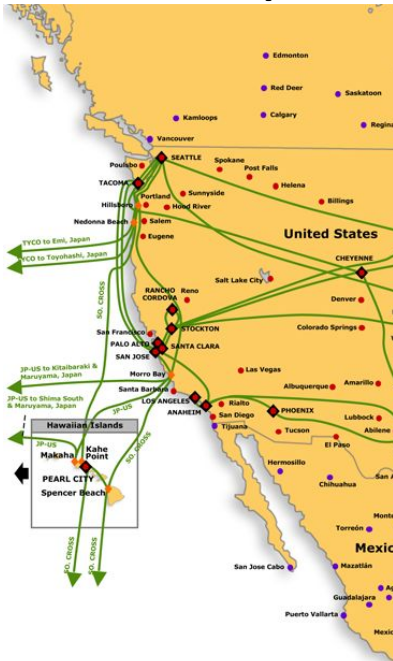 Edmonton
Red Deer
Saskatoon
Kamloops
Calgary
Regina
Vancouver
Poulsbo
SEATTLE
Spokane
Post Falls
TACOMA
Helena
Portland
Sunnyside
Hillsboro
Hood River
Billings
Nedonna Beach
Salem
Eugene
United States
TYCO to Emi, Japan
TYCO to Toyohashi, Japan
CHEYENNE
Salt Lake City
RANCHO
CORDOVA
Reno
Denver
SO. CROSS
San Francisco
STOCKTON
Colorado Springs
PALO ALTO
SANTA CLARA
SAN JOSE
JP-US to Kitaibaraki &
Maruyama, Japan
Morro Bay
Las Vegas
Santa Barbara
Albuquerque
Amarillo
JP-US to Shima South
& Maruyama, Japan
JP-US
LOS ANGELES
Rialto
ANAHEIM
San Diego
PHOENIX
Lubbock
Hawaiian Islands
Tijuana
Tucson
Abilene
El Paso
JP-US
Makaha
Kahe
Point
SO. CROSS
Hermosillo
San A
PEARL CITY
Chihuahua
Spencer Beach
Monte
Torreón
SO. CROSS
SO. CROSS
Mexic
San Jose Cabo
Mazatlán
Ag
Guadalajara
Puerto Vallarta
Mexic